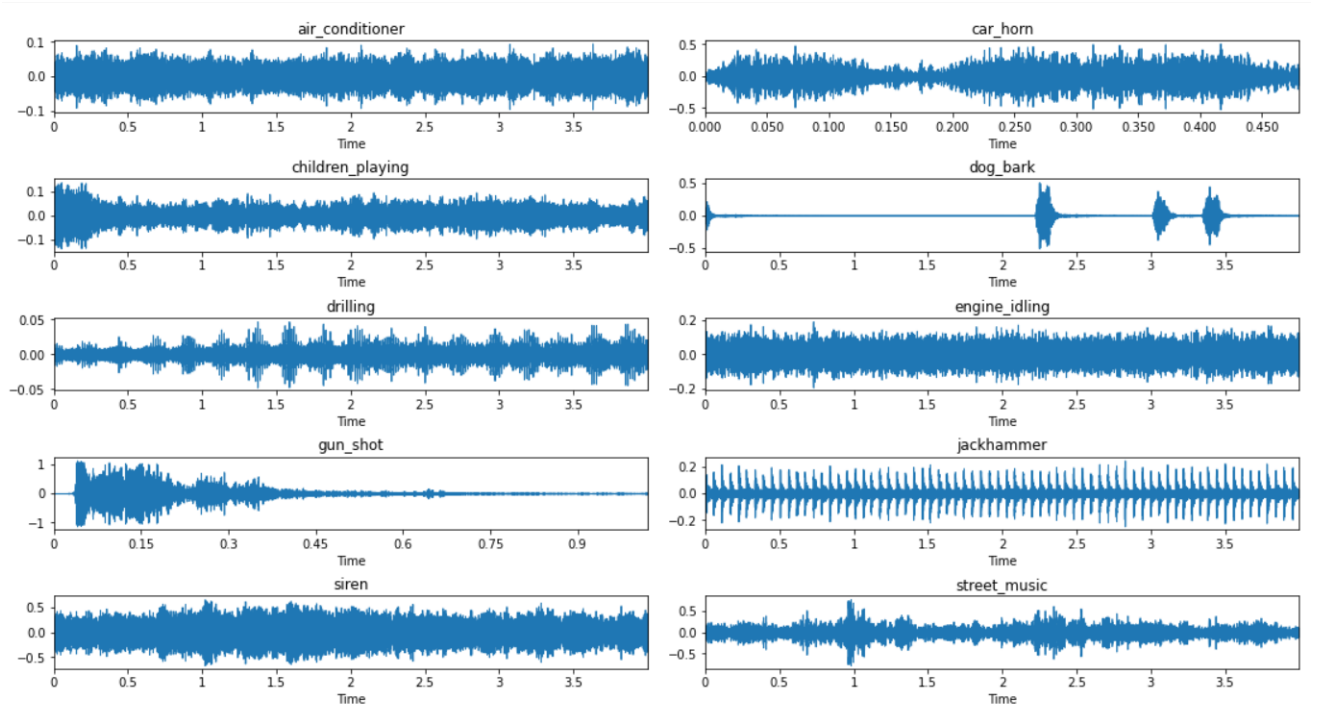 air_conditioner
0.1
0.0
−0.1
0 0.5 1 1.5 2 2.5 3 3.5
Time
car_horn
0.5
0.0
−0.5
0.000 0.050 0.100 0.150 0.200 0.250 0.300 0.350 0.400 0.450
Time
children_playing
0.1
0.0
−0.1
0 0.5 1 1.5 2 2.5 3 3.5
Time
dog_bark
0.5
0.0
−0.5
0 0.5 1 1.5 2 2.5 3 3.5
Time
drilling
0.05
0.00
−0.05
0 0.5 1 1.5 2 2.5 3 3.5
Time
engine_idling
0.2
0.0
−0.2
0 0.5 1 1.5 2 2.5 3 3.5
Time
gun_shot
1
0
−1
0 0.15 0.3 0.45 0.6 0.75 0.9
Time
jackhammer
0.2
0.0
−0.2
0 0.5 1 1.5 2 2.5 3 3.5
Time
siren
0.5
0.0
−0.5
0 0.5 1 1.5 2 2.5 3 3.5
Time
street_music
0.5
0.0
−0.5
0 0.5 1 1.5 2 2.5 3 3.5
Time